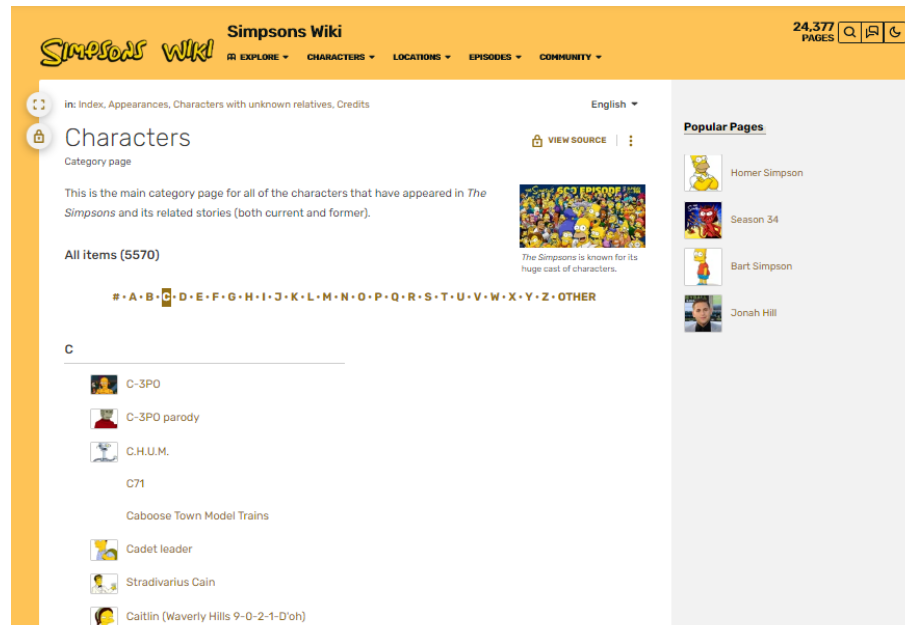 SIMPSONS WIKI
Simpsons Wiki
EXPLORE
CHARACTERS
LOCATIONS
EPISODES
COMMUNITY
24,377
PAGES
in: Index, Appearances, Characters with unknown relatives, Credits
English
Characters
VIEW SOURCE
Category page
This is the main category page for all of the characters that have appeared in The
Simpsons and its related stories (both current and former).
600 EPISODE
The Simpsons is known for its
huge cast of characters.
All items (5570)
# • A • B • C • D • E • F • G • H • I • J • K • L • M • N • O • P • Q • R • S • T • U • V • W • X • Y • Z • OTHER
C
C-3PO
C-3PO parody
C.H.U.M.
C71
Caboose Town Model Trains
Cadet leader
Stradivarius Cain
Caitlin (Waverly Hills 9-0-2-1-D'oh)
Popular Pages
Homer Simpson
Season 34
Bart Simpson
Jonah Hill